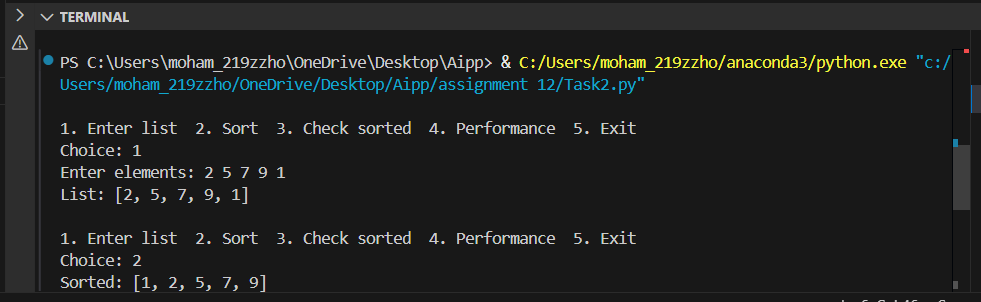 TERMINAL
PS C:\Users\moham_219zzho\OneDrive\Desktop\Aipp> & C:/Users/moham_219zzho/anaconda3/python.exe "c:/
Users/moham_219zzho/OneDrive/Desktop/Aipp/assignment 12/Task2.py"
1. Enter list  2. Sort  3. Check sorted  4. Performance  5. Exit
Choice: 1
Enter elements: 2 5 7 9 1
List: [2, 5, 7, 9, 1]
1. Enter list  2. Sort  3. Check sorted  4. Performance  5. Exit
Choice: 2
Sorted: [1, 2, 5, 7, 9]